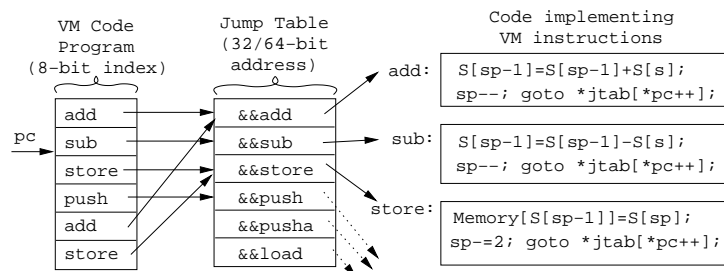 VM Code
Program
(8-bit index)
Jump Table
(32/64-bit
address)
Code implementing
VM instructions
pc
add
sub
store
push
add
store
&&add
&&sub
&&store
&&push
&&pusha
&&load
add:
S[sp-1]=S[sp-1]+S[s];
sp--; goto *jtab[*pc++];
sub:
S[sp-1]=S[sp-1]-S[s];
sp--; goto *jtab[*pc++];
store:
Memory[S[sp-1]]=S[sp];
sp-=2; goto *jtab[*pc++];